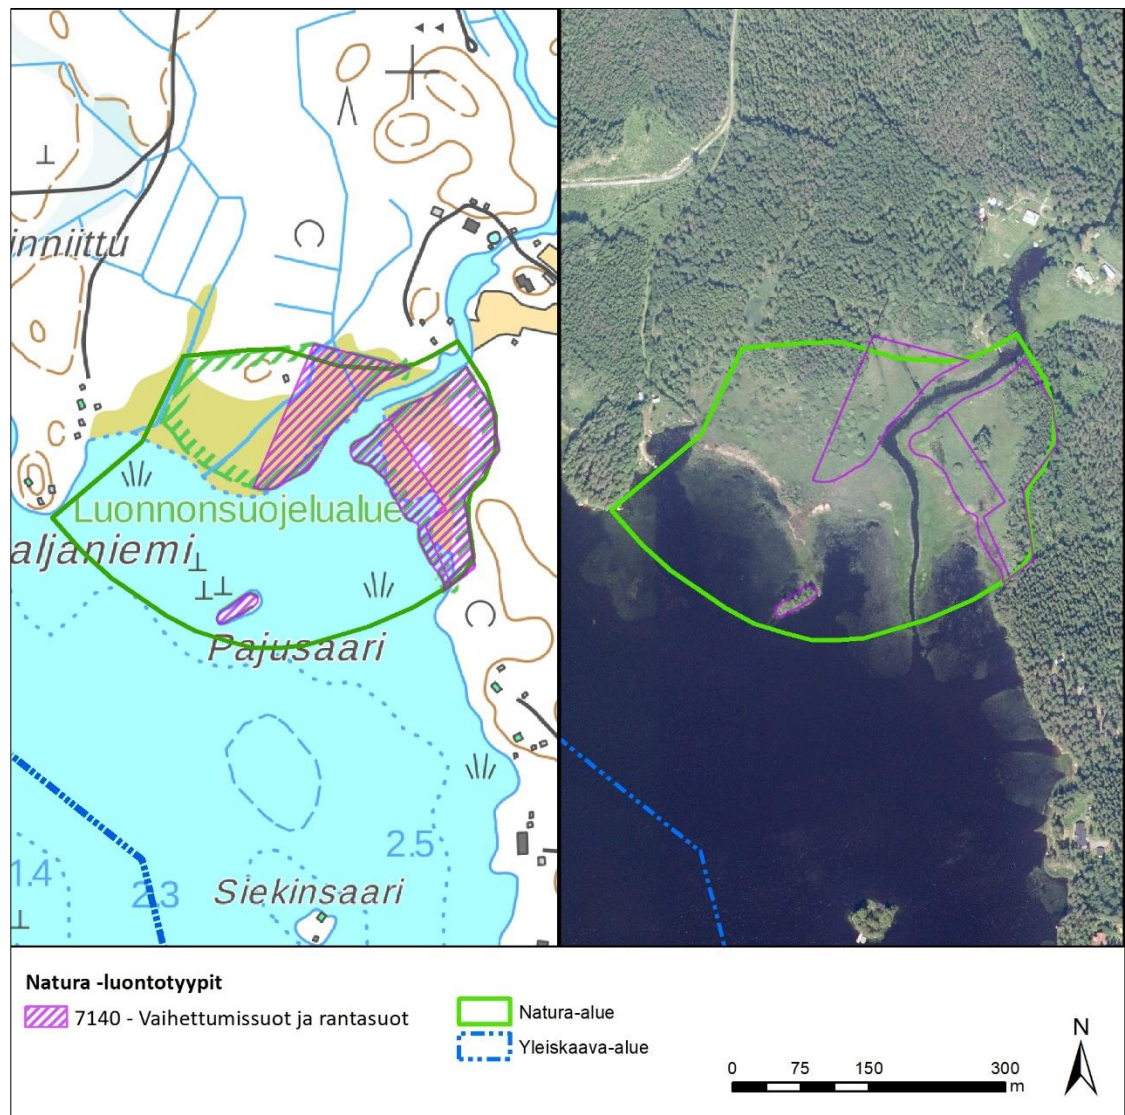 inniittu
Luonnonsuojelualue
aljaniemi
Pajusaari
2.5
1.4
2.3
Siekinsaari
Natura -luontotyypit
7140 - Vaihettumissuot ja rantasuot
Natura-alue
Yleiskaava-alue
N
0 75 150 300
m